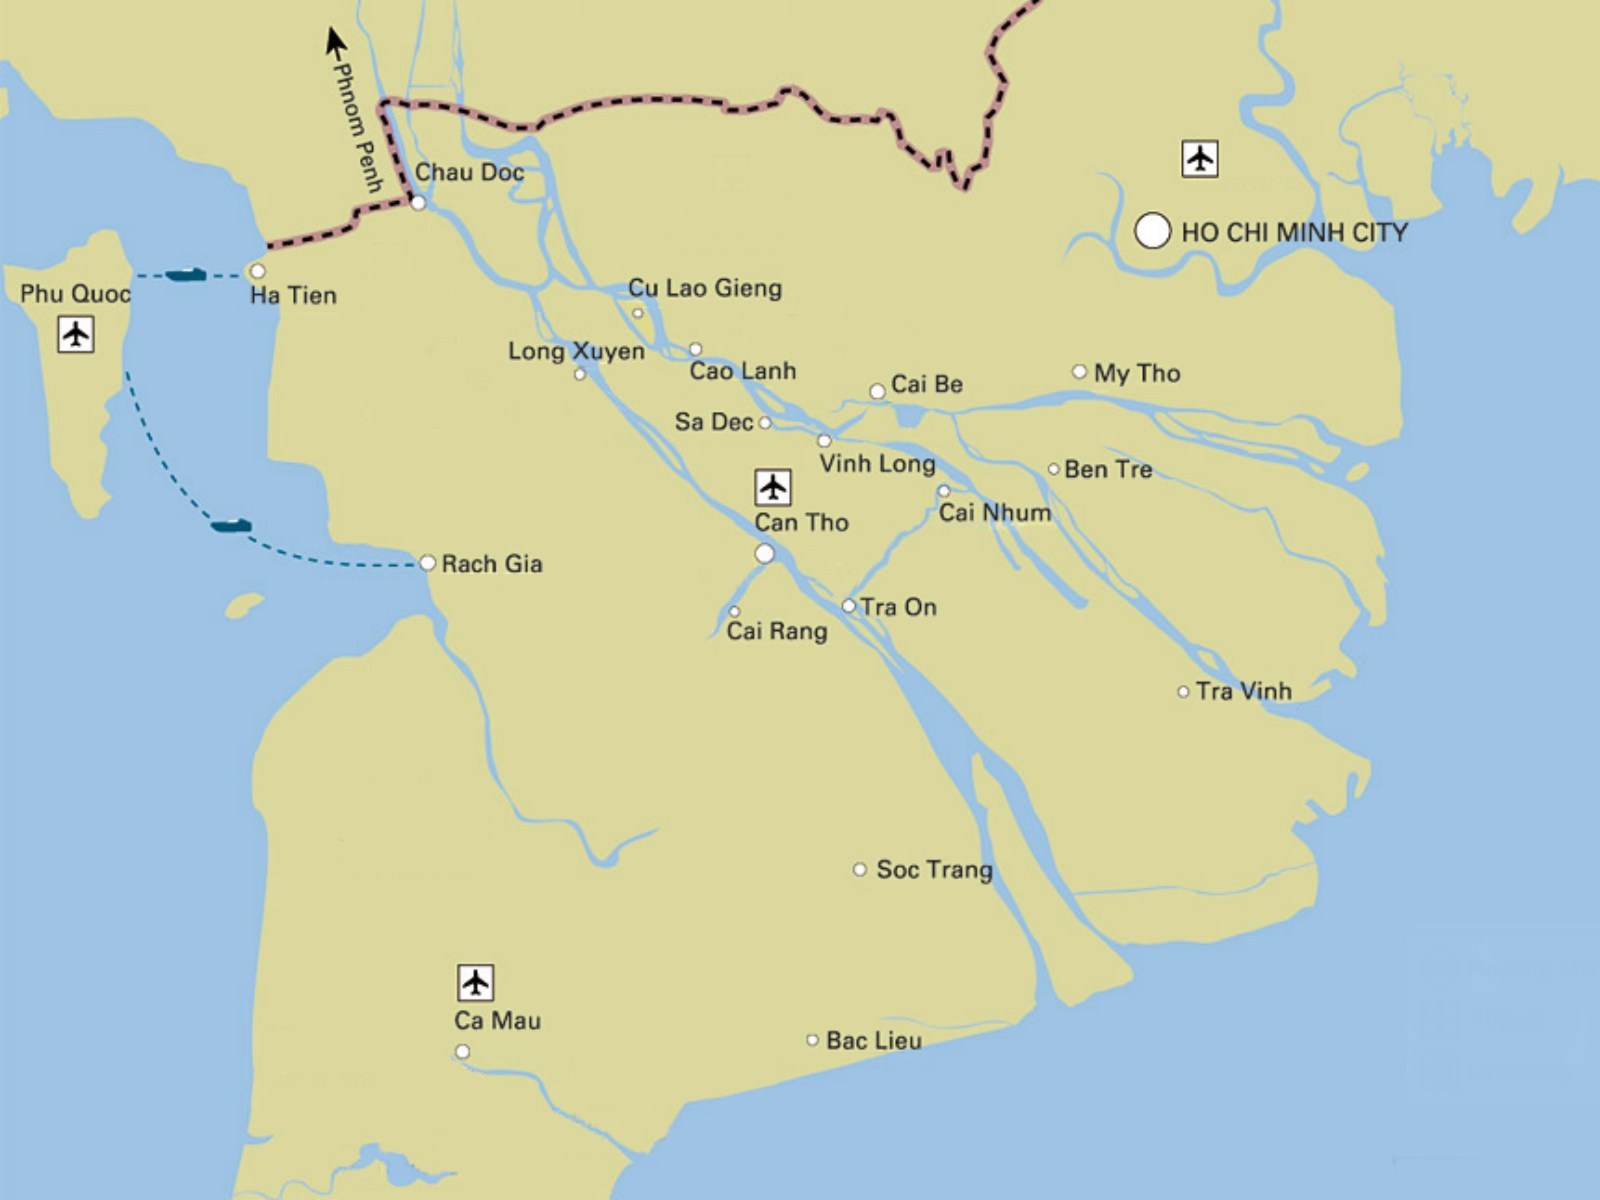 Phnom Penh
Chau Doc
HO CHI MINH CITY
Phu Quoc
Ha Tien
Cu Lao Gieng
Long Xuyen
Cao Lanh
My Tho
Cai Be
Sa Dec
Vinh Long
Ben Tre
Cai Nhum
Can Tho
Rach Gia
Tra On
Cai Rang
Tra Vinh
Soc Trang
Ca Mau
Bac Lieu